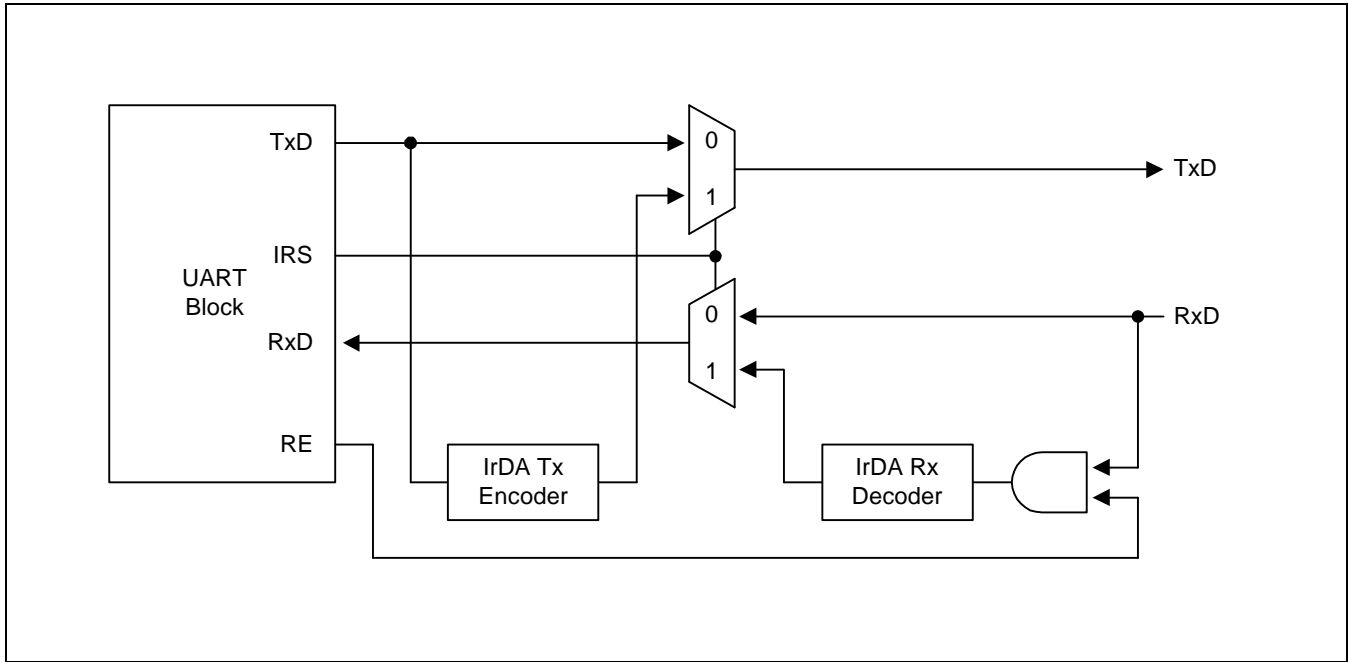 TxD
0
TxD
1
IRS
UART
Block
0
RxD
RxD
1
RE
IrDA Tx
Encoder
IrDA Rx
Decoder